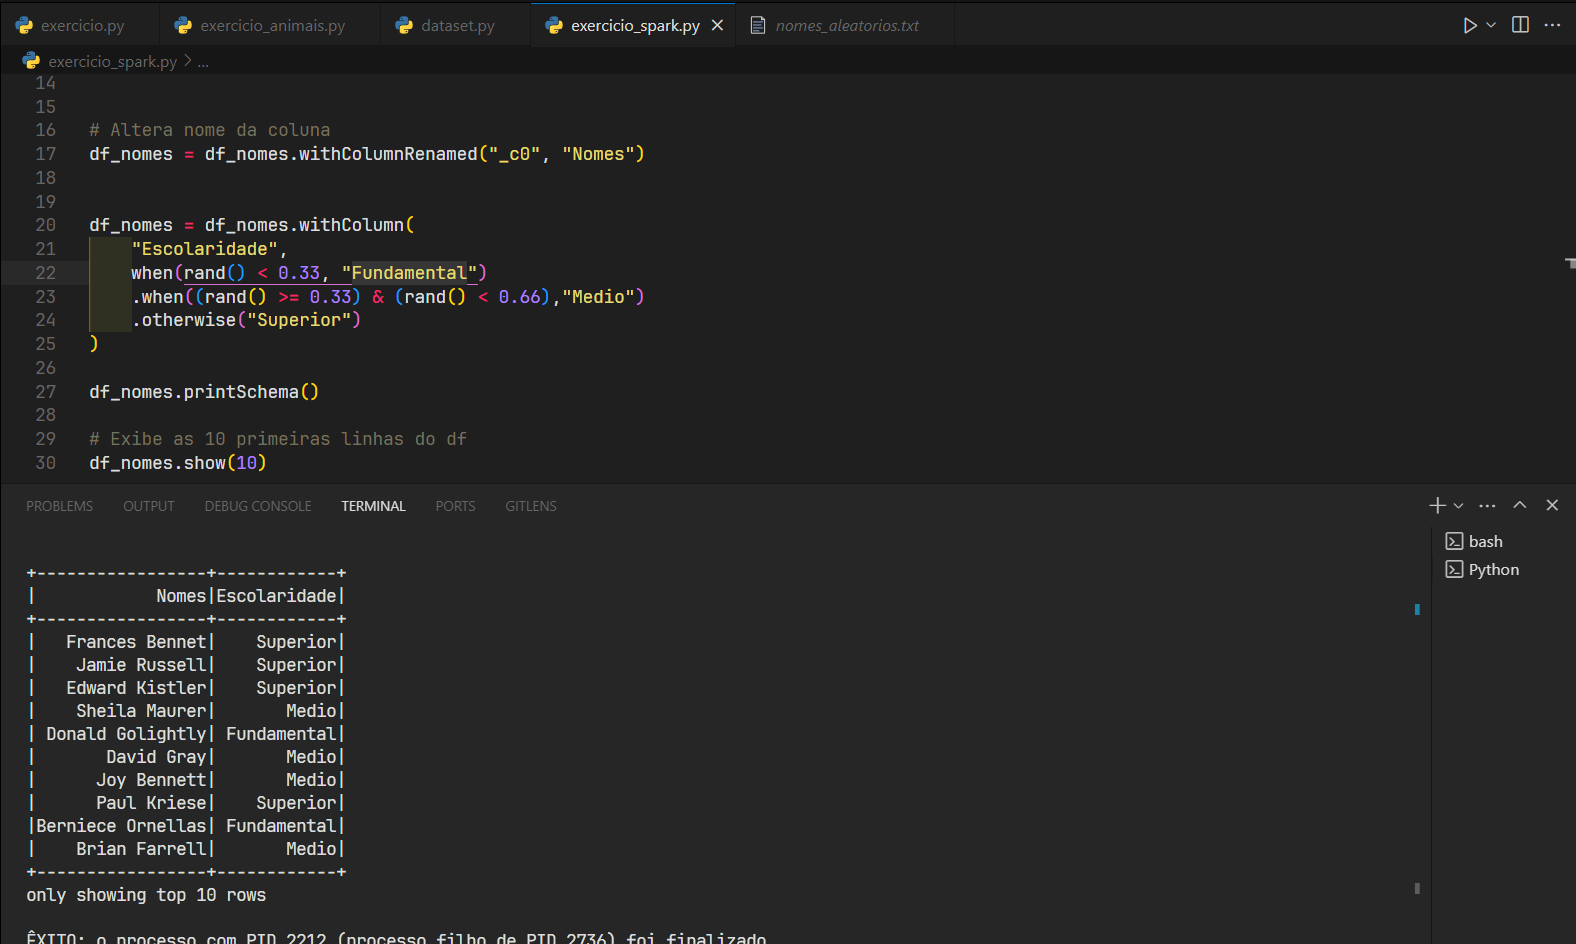 exercicio.py exercicio_animais.py dataset.py exercicio_spark.py nomes_aleatorios.txt
exercicio_spark.py > ...
14
15
16 # Altera nome da coluna
17 df_nomes = df_nomes.withColumnRenamed("_c0", "Nomes")
18
19
20 df_nomes = df_nomes.withColumn(
21     "Escolaridade",
22     when(rand() < 0.33, "Fundamental")
23     .when((rand() >= 0.33) & (rand() < 0.66),"Medio")
24     .otherwise("Superior")
25 )
26
27 df_nomes.printSchema()
28
29 # Exibe as 10 primeiras linhas do df
30 df_nomes.show(10)
PROBLEMS OUTPUT DEBUG CONSOLE TERMINAL PORTS GITLENS
bash
Python
+-----------------+------------+
|            Nomes|Escolaridade|
+-----------------+------------+
|   Frances Bennet|    Superior|
|    Jamie Russell|    Superior|
|   Edward Kistler|    Superior|
|    Sheila Maurer|       Medio|
| Donald Golightly| Fundamental|
|       David Gray|       Medio|
|      Joy Bennett|       Medio|
|      Paul Kriese|    Superior|
|Berniece Ornellas| Fundamental|
|    Brian Farrell|       Medio|
+-----------------+------------+
only showing top 10 rows
ÊXITO: o processo com PID 2212 (processo filho de PID 2736) foi finalizado